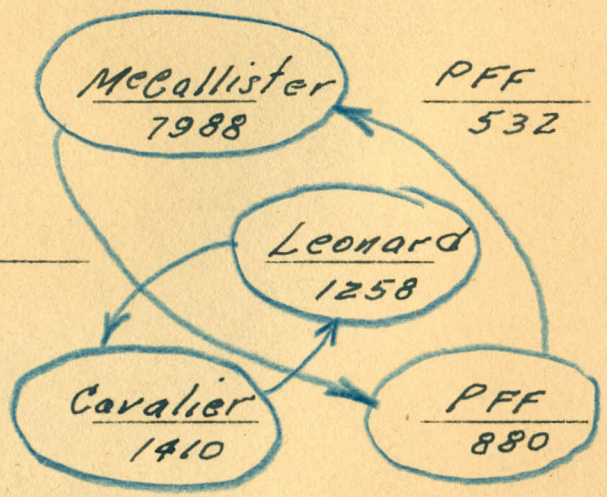 McCallister
7988
PFF
532
Leonard
1258
Cavalier
1410
PFF
880